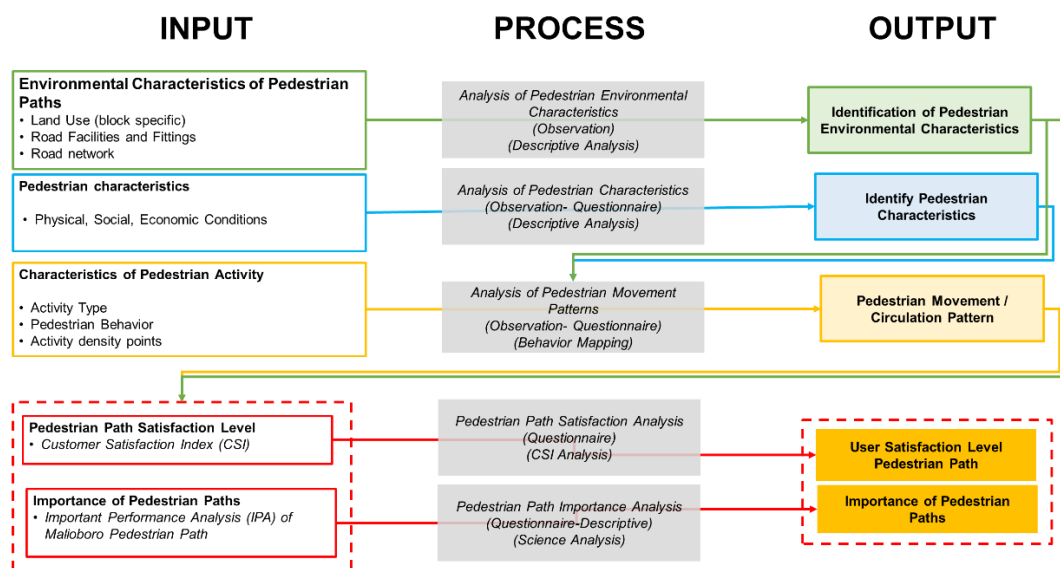 INPUT
PROCESS
OUTPUT
Environmental Characteristics of Pedestrian
Paths
• Land Use (block specific)
• Road Facilities and Fittings
• Road network
Analysis of Pedestrian Environmental
Characteristics
(Observation)
(Descriptive Analysis)
Identification of Pedestrian
Environmental Characteristics
Pedestrian characteristics
• Physical, Social, Economic Conditions
Analysis of Pedestrian Characteristics
(Observation- Questionnaire)
(Descriptive Analysis)
Identify Pedestrian
Characteristics
Characteristics of Pedestrian Activity
• Activity Type
• Pedestrian Behavior
• Activity density points
Analysis of Pedestrian Movement
Patterns
(Observation- Questionnaire)
(Behavior Mapping)
Pedestrian Movement /
Circulation Pattern
Pedestrian Path Satisfaction Level
• Customer Satisfaction Index (CSI)
Pedestrian Path Satisfaction Analysis
(Questionnaire)
(CSI Analysis)
User Satisfaction Level
Pedestrian Path
Importance of Pedestrian Paths
• Important Performance Analysis (IPA) of
Malioboro Pedestrian Path
Pedestrian Path Importance Analysis
(Questionnaire-Descriptive)
(Science Analysis)
Importance of Pedestrian
Paths